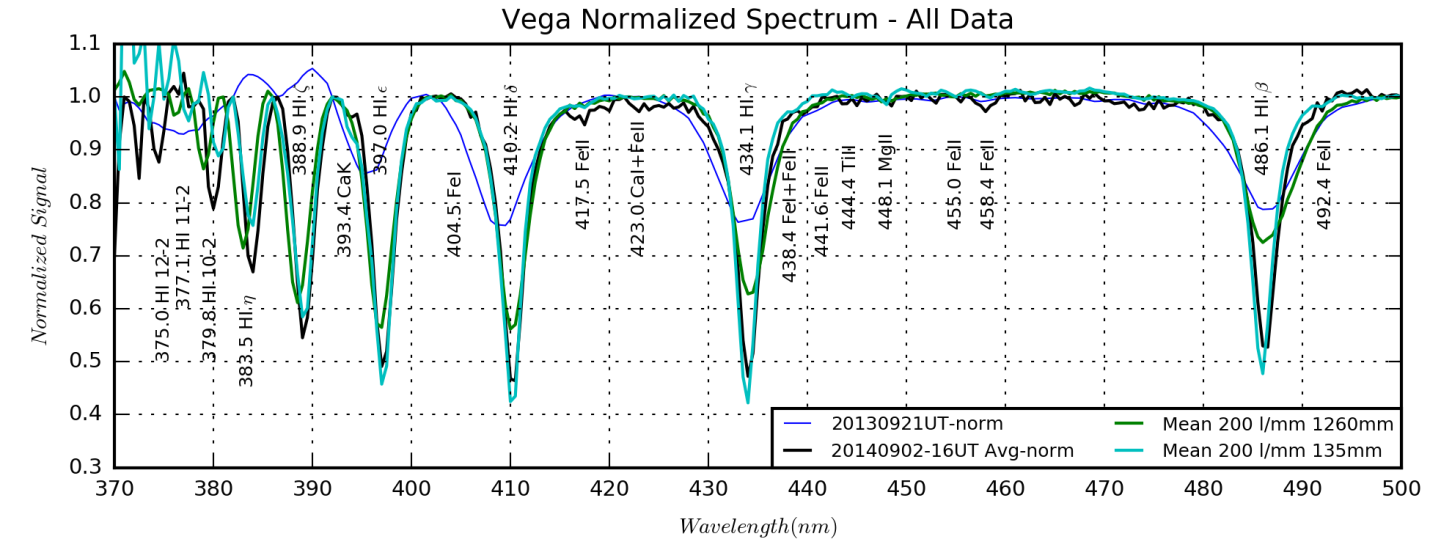 Vega Normalized Spectrum - All Data
Normalized Signal
1.1
1.0
0.9
0.8
0.7
0.6
0.5
0.4
0.3
375.0 HI 12-2
377.1 HI 11-2
379.8 HI 10-2
383.5 HI η
388.9 HI ζ
393.4 CaK
397.0 HI ϵ
404.5 FeI
410.2 HI δ
417.5 FeII
423.0 CaI+FeII
434.1 HI γ
438.4 FeI+FeII
441.6 FeII
444.4 TiII
448.1 MgII
455.0 FeII
458.4 FeII
486.1 HI β
492.4 FeII
20130921UT-norm
20140902-16UT Avg-norm
Mean 200 l/mm 1260mm
Mean 200 l/mm 135mm
370 380 390 400 410 420 430 440 450 460 470 480 490 500
Wavelength(nm)